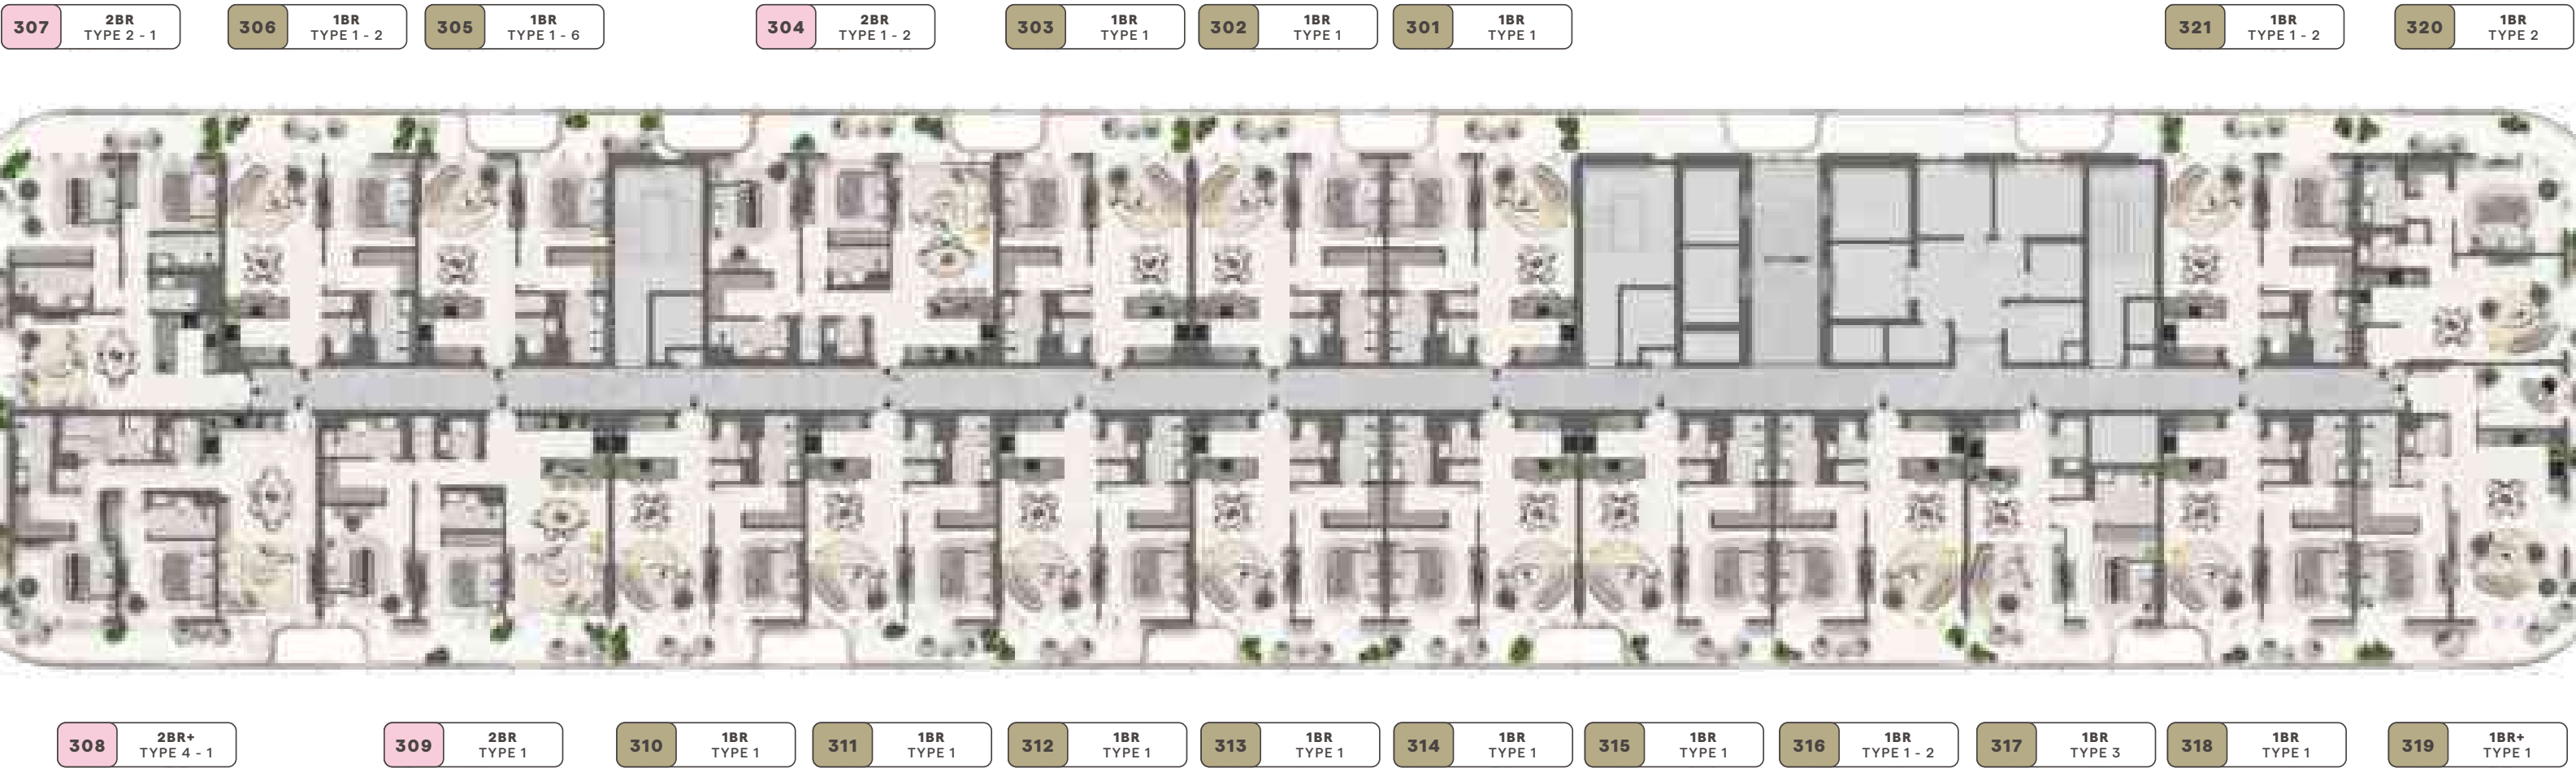 307 2BR
TYPE 2 - 1
306 1BR
TYPE 1 - 2
305 1BR
TYPE 1 - 6
304 2BR
TYPE 1 - 2
303 1BR
TYPE 1
302 1BR
TYPE 1
301 1BR
TYPE 1
321 1BR
TYPE 1 - 2
320 1BR
TYPE 2
308 2BR+
TYPE 4 - 1
309 2BR
TYPE 1
310 1BR
TYPE 1
311 1BR
TYPE 1
312 1BR
TYPE 1
313 1BR
TYPE 1
314 1BR
TYPE 1
315 1BR
TYPE 1
316 1BR
TYPE 1 - 2
317 1BR
TYPE 3
318 1BR
TYPE 1
319 1BR+
TYPE 1